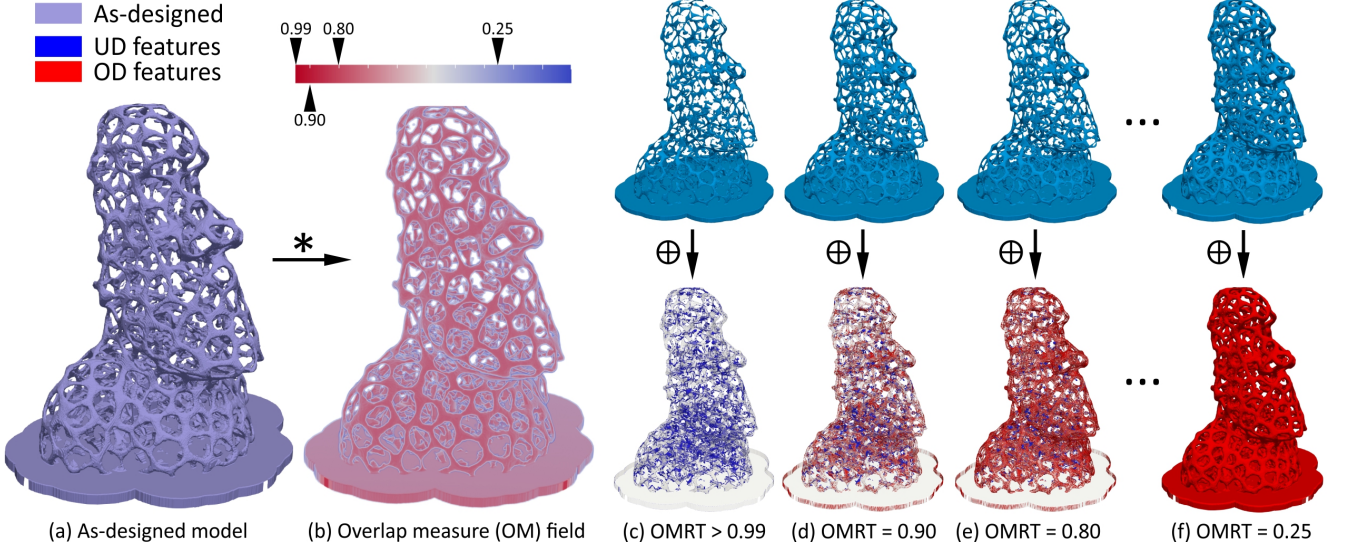 As-designed
UD features
OD features
0.99 0.80 0.25
0.90
*
...
⊕ ⊕ ⊕ ⊕
...
(a) As-designed model (b) Overlap measure (OM) field (c) OMRT > 0.99 (d) OMRT = 0.90 (e) OMRT = 0.80 (f) OMRT = 0.25